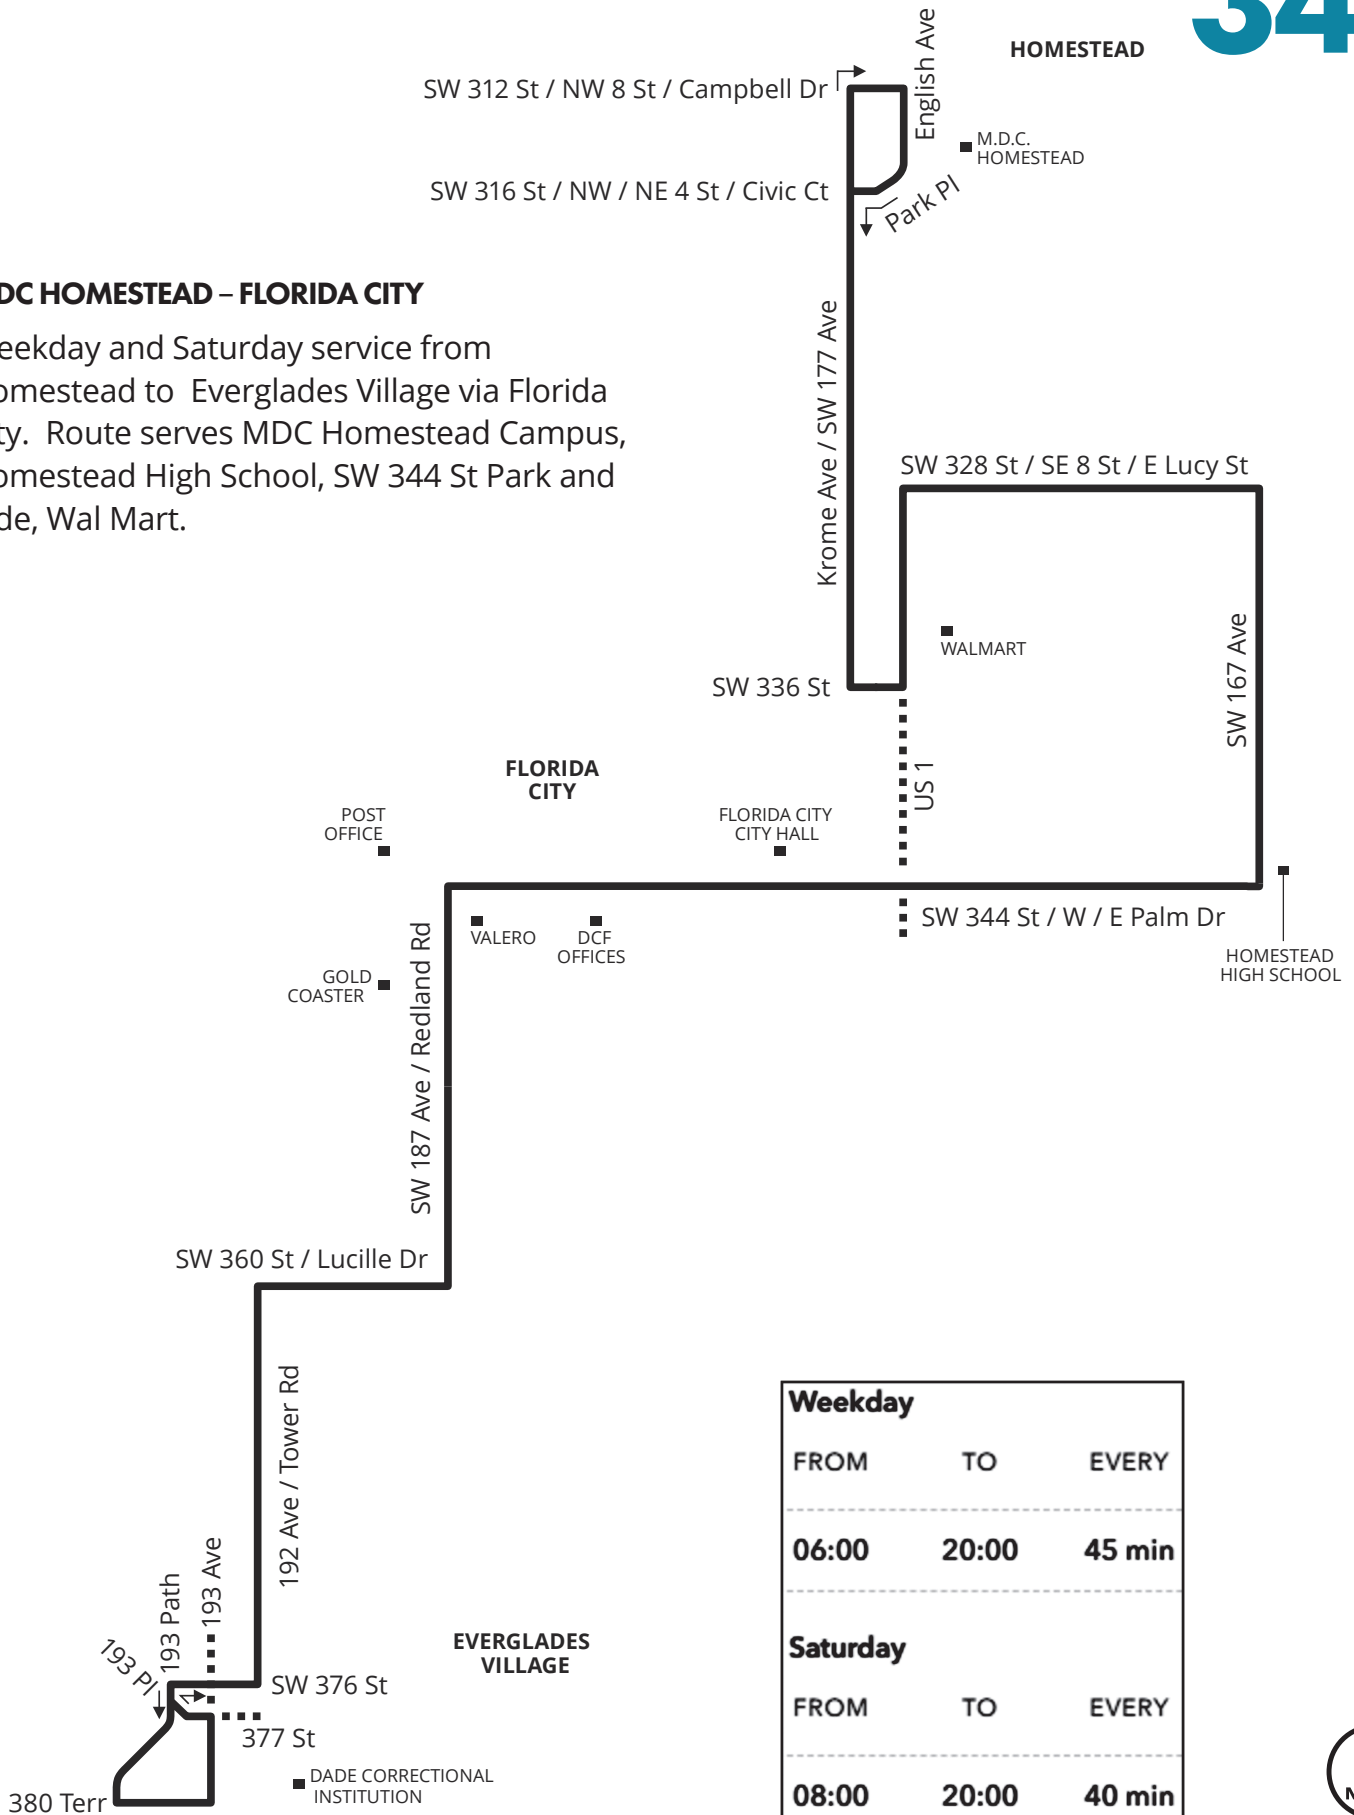 34
HOMESTEAD
English Ave
SW 312 St / NW 8 St / Campbell Dr
M.D.C.
HOMESTEAD
SW 316 St / NW / NE 4 St / Civic Ct
Park Pl
DC HOMESTEAD – FLORIDA CITY
eekday and Saturday service from
omestead to Everglades Village via Florida
ty. Route serves MDC Homestead Campus,
omestead High School, SW 344 St Park and
de, Wal Mart.
Krome Ave / SW 177 Ave
SW 328 St / SE 8 St / E Lucy St
WALMART
SW 167 Ave
SW 336 St
US 1
FLORIDA
CITY
POST
OFFICE
FLORIDA CITY
CITY HALL
SW 344 St / W / E Palm Dr
VALERO
DCF
OFFICES
HOMESTEAD
HIGH SCHOOL
GOLD
COASTER
SW 187 Ave / Redland Rd
SW 360 St / Lucille Dr
192 Ave / Tower Rd
193 Ave
193 Path
193 Pl
EVERGLADES
VILLAGE
SW 376 St
377 St
DADE CORRECTIONAL
INSTITUTION
380 Terr
Weekday
FROM TO EVERY
06:00 20:00 45 min
Saturday
FROM TO EVERY
08:00 20:00 40 min